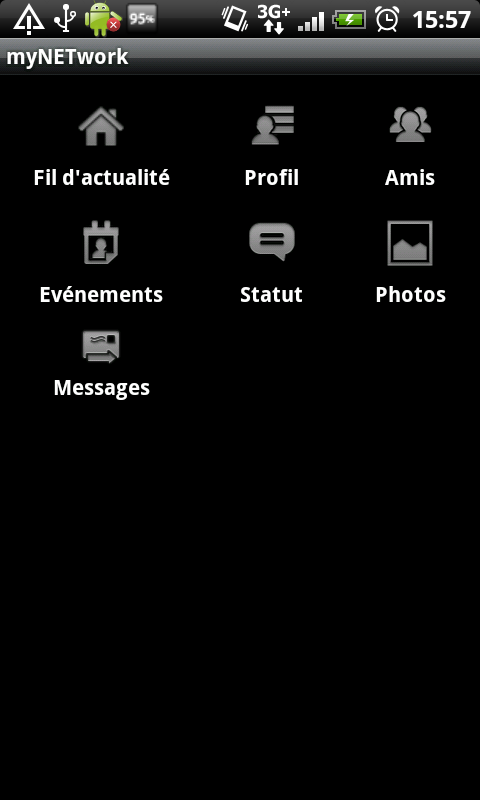 95% 3G+ 15:57
myNETwork
Fil d'actualité Profil Amis
Evénements Statut Photos
Messages